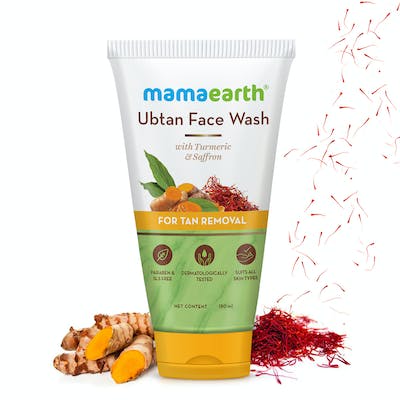 mamaearth®
Ubtan Face Wash
with Turmeric
& Saffron
FOR TAN REMOVAL
PARABEN &
SLS FREE
DERMATOLOGICALLY
TESTED
SUITS ALL
SKIN TYPES
NET CONTENT 150 ml